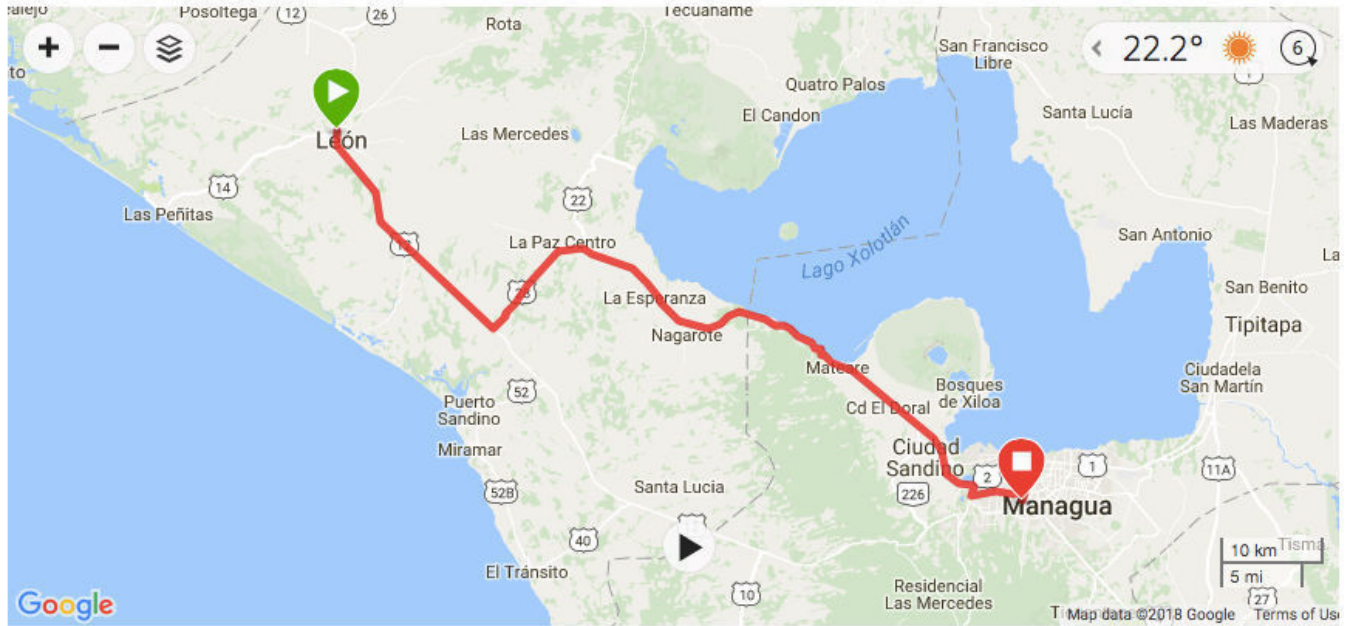 Posoltega
12
26
Rota
Tecuaname
San Francisco
Libre
22.2°
6
to
Quatro Palos
El Candon
Santa Lucía
Las Maderas
León
Las Mercedes
14
22
Las Peñitas
La Paz Centro
Lago Xolotlán
San Antonio
La
28
La Esperanza
San Benito
Nagarote
Tipitapa
Mateare
Ciudadela
San Martín
52
Bosques
de Xiloa
Puerto
Sandino
Cd El Doral
Miramar
Ciudad
Sandino
2
1
11A
52B
Santa Lucia
226
Managua
40
10 km
Tisma
El Tránsito
5 mi
Residencial
Las Mercedes
10
27
Google
Map data ©2018 Google
Terms of Us